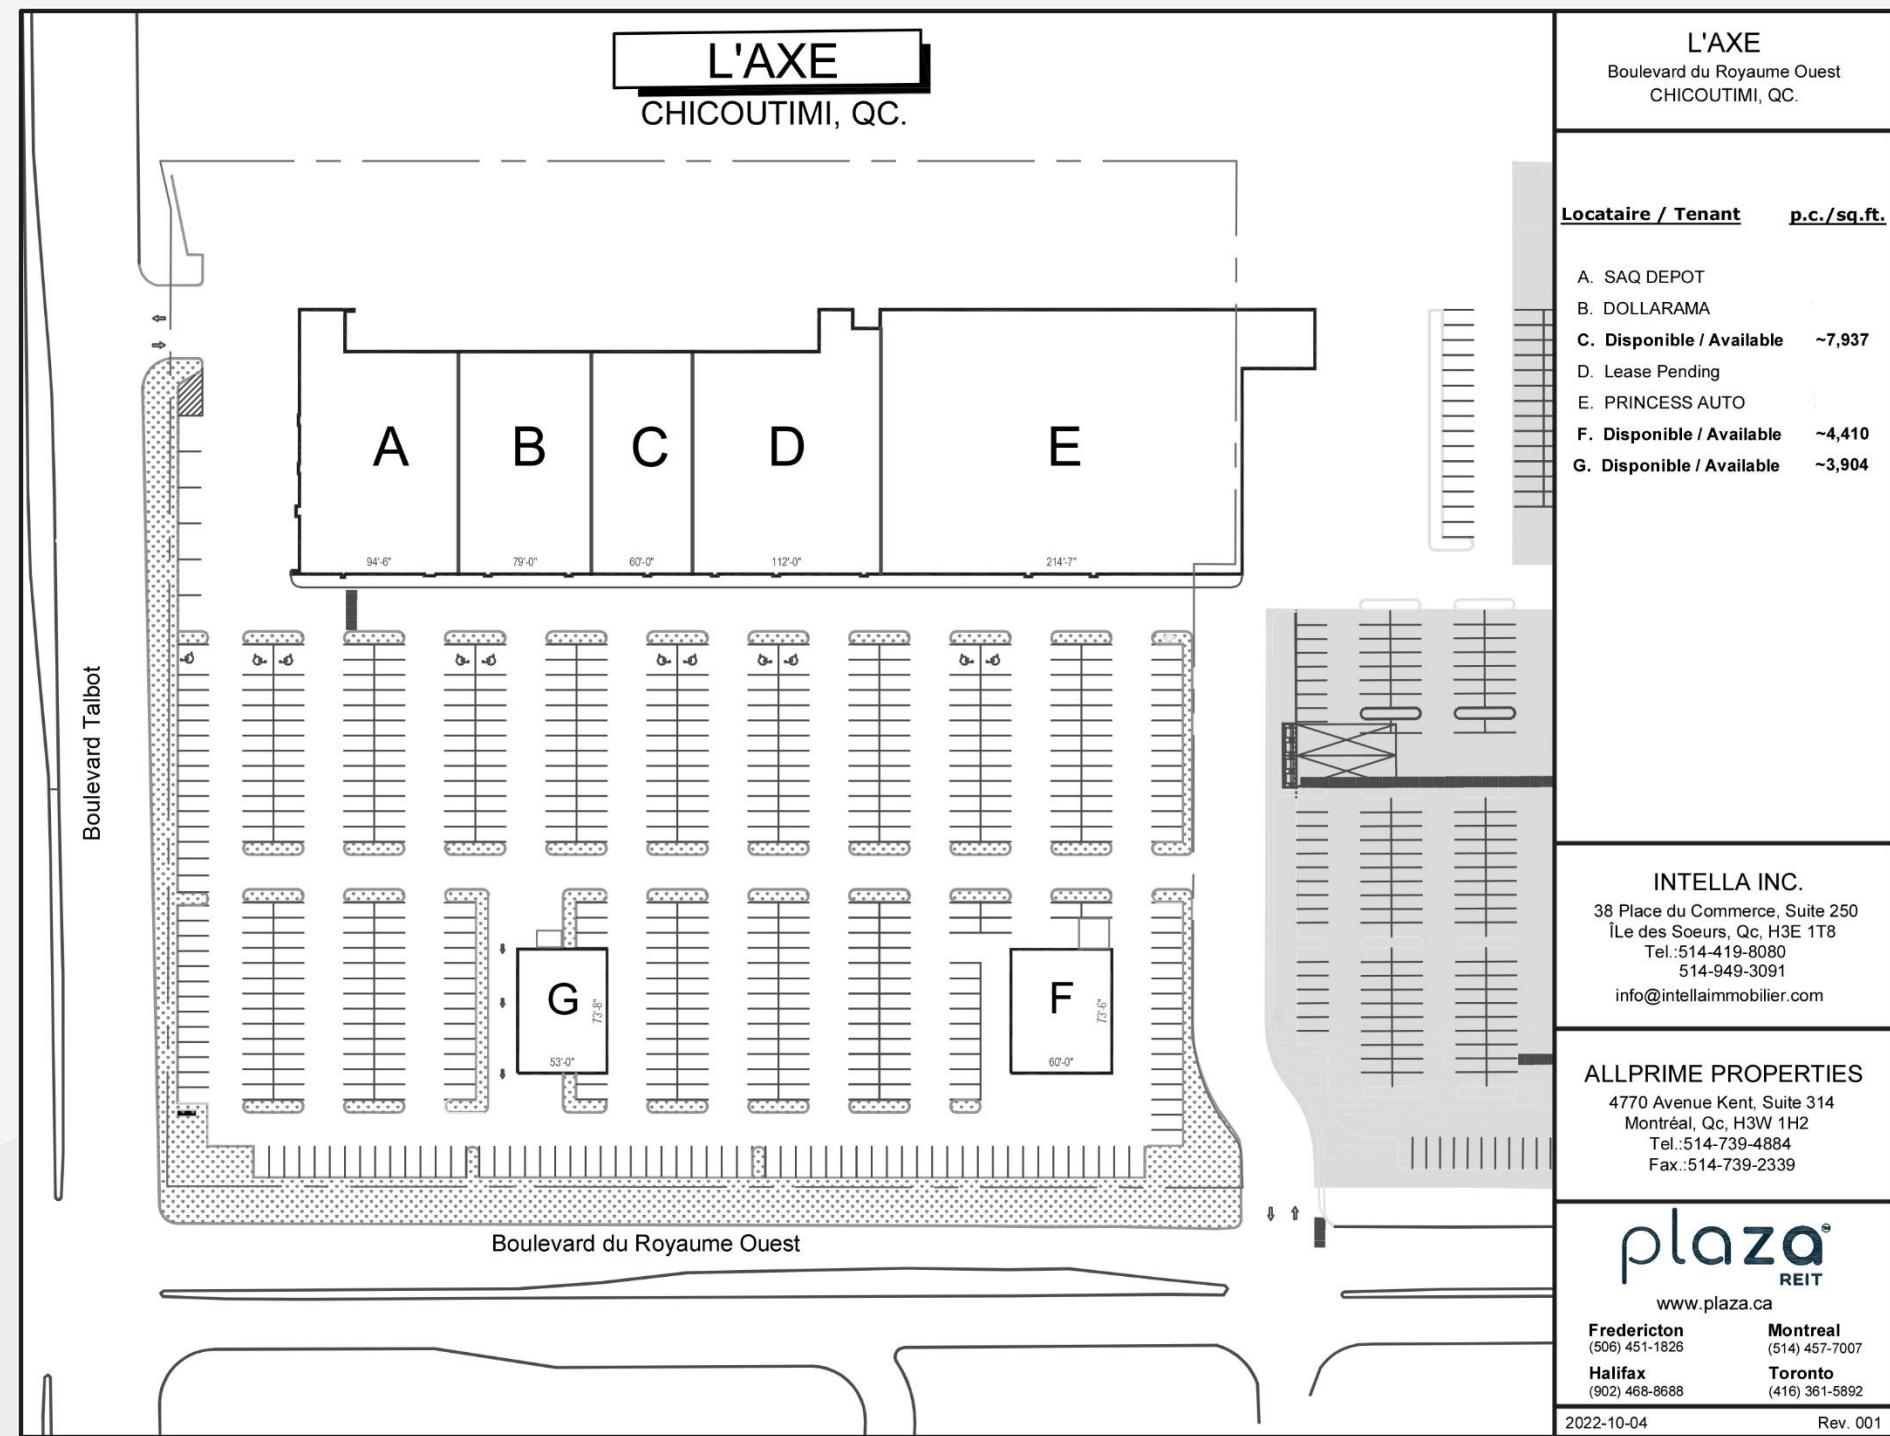 L'AXE
CHICOUTIMI, QC.
A
B
C
D
E
94'-6"
79'-0"
60'-0"
112'-0"
214'-7"
Boulevard Talbot
G
73'-8"
53'-0"
F
73'-6"
60'-0"
Boulevard du Royaume Ouest
L'AXE
Boulevard du Royaume Ouest
CHICOUTIMI, QC.
Locataire / Tenant p.c./sq.ft.
A. SAQ DEPOT
B. DOLLARAMA
C. Disponible / Available ~7,937
D. Lease Pending
E. PRINCESS AUTO
F. Disponible / Available ~4,410
G. Disponible / Available ~3,904
INTELLA INC.
38 Place du Commerce, Suite 250
ÎLe des Soeurs, Qc, H3E 1T8
Tel.:514-419-8080
514-949-3091
info@intellaimmobilier.com
ALLPRIME PROPERTIES
4770 Avenue Kent, Suite 314
Montréal, Qc, H3W 1H2
Tel.:514-739-4884
Fax.:514-739-2339
plaza
REIT
www.plaza.ca
Fredericton Montreal
(506) 451-1826 (514) 457-7007
Halifax Toronto
(902) 468-8688 (416) 361-5892
2022-10-04 Rev. 001